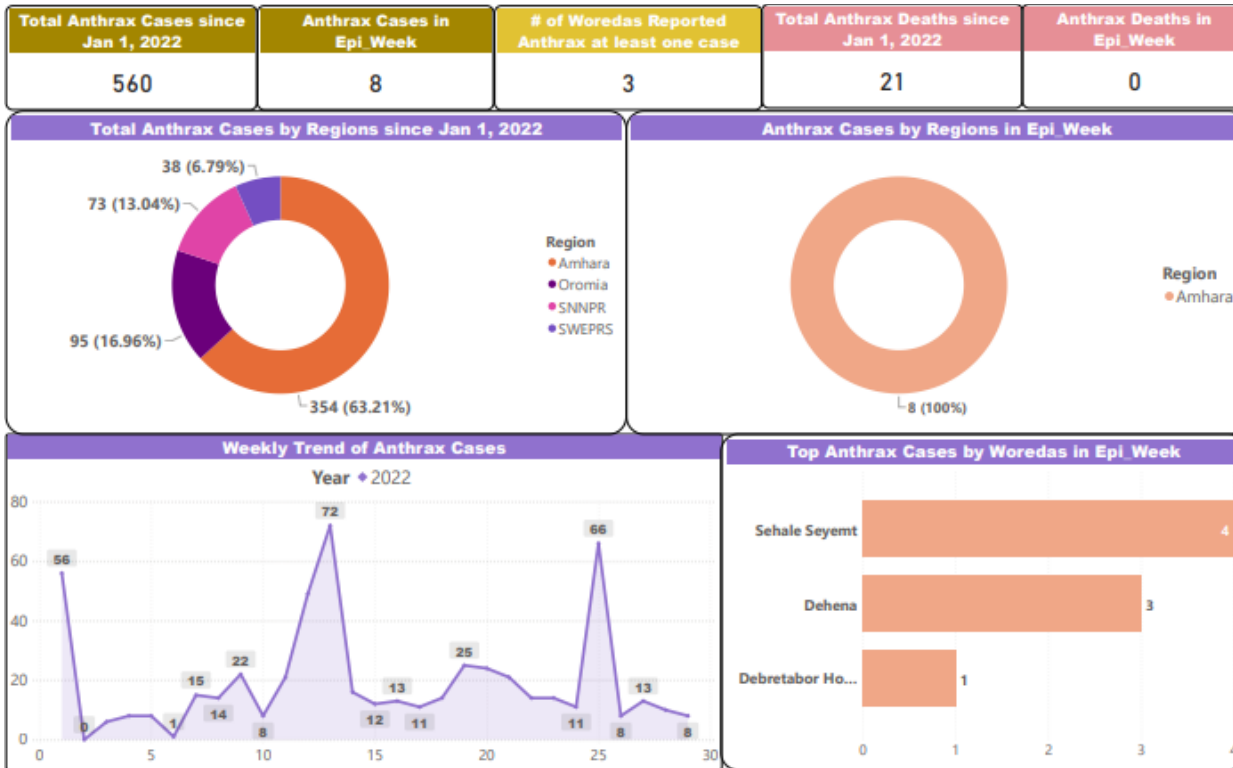 Total Anthrax Cases since
Jan 1, 2022
560
Anthrax Cases in
Epi_Week
8
# of Woredas Reported
Anthrax at least one case
3
Total Anthrax Deaths since
Jan 1, 2022
21
Anthrax Deaths in
Epi_Week
0
Total Anthrax Cases by Regions since Jan 1, 2022
38 (6.79%)
73 (13.04%)
95 (16.96%)
354 (63.21%)
Region
Amhara
Oromia
SNNPR
SWEPRS
Anthrax Cases by Regions in Epi_Week
8 (100%)
Region
Amhara
Weekly Trend of Anthrax Cases
Year 2022
80
60
40
20
0
56
0
1
15
14
22
8
72
12
13
11
25
11
66
8
13
8
0 5 10 15 20 25 30
Top Anthrax Cases by Woredas in Epi_Week
Sehale Seyemt 4
Dehena 3
Debretabor Ho... 1
0 1 2 3 4